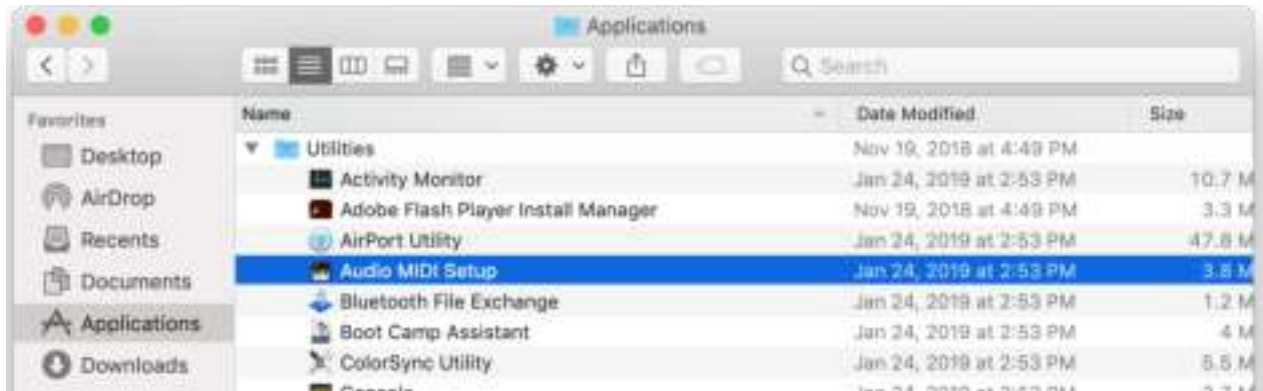 Applications
Search
Favorites
Desktop
AirDrop
Recents
Documents
Applications
Downloads
Name Date Modified Size
Utilities Nov 19, 2018 at 4:49 PM
Activity Monitor Jan 24, 2019 at 2:53 PM 10.7 M
Adobe Flash Player Install Manager Nov 19, 2018 at 4:49 PM 3.3 M
AirPort Utility Jan 24, 2019 at 2:53 PM 47.8 M
Audio MIDI Setup Jan 24, 2019 at 2:53 PM 3.8 M
Bluetooth File Exchange Jan 24, 2019 at 2:53 PM 1.2 M
Boot Camp Assistant Jan 24, 2019 at 2:53 PM 4 M
ColorSync Utility Jan 24, 2019 at 2:53 PM 5.5 M